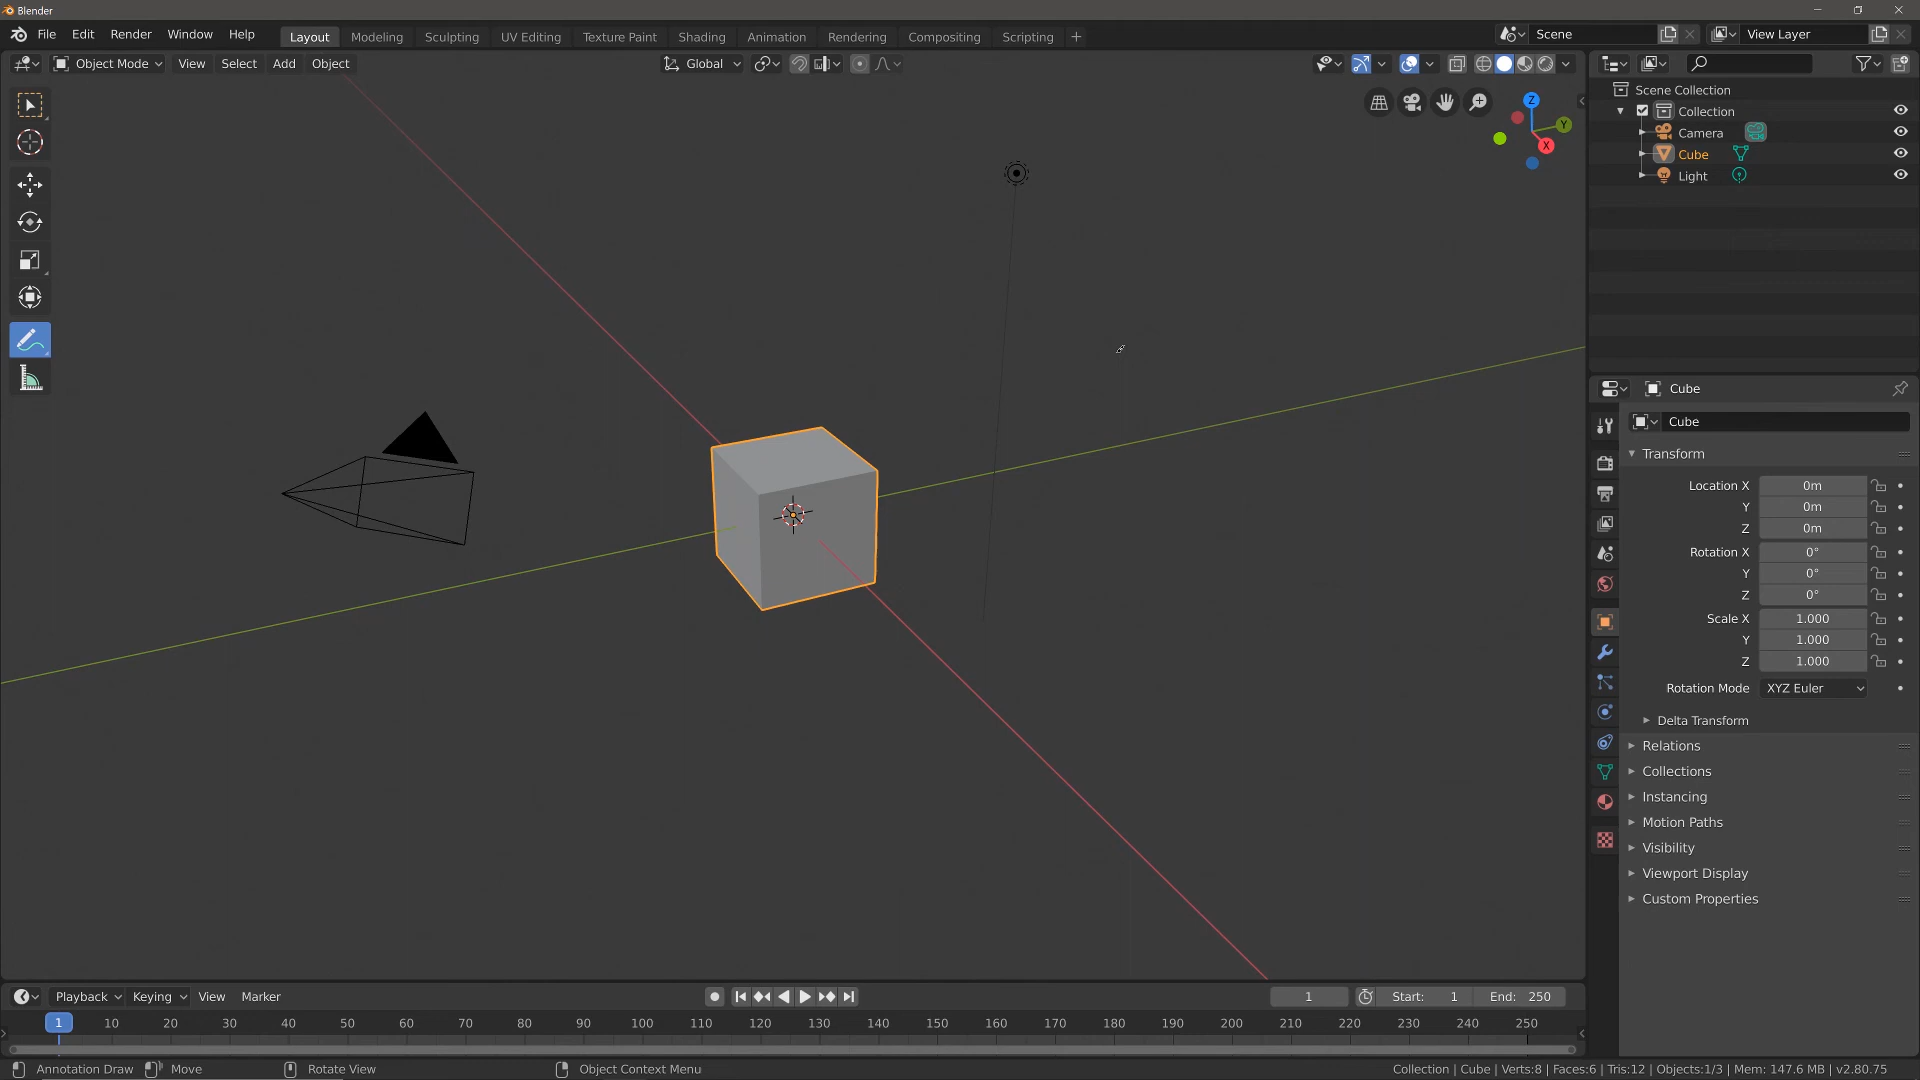 Blender
File Edit Render Window Help Layout Modeling Sculpting UV Editing Texture Paint Shading Animation Rendering Compositing Scripting + Scene View Layer
Object Mode View Select Add Object Global
Z
Y
X
Scene Collection
Collection
Camera
Cube
Light
Cube
Cube
Transform
Location X 0m
Y 0m
Z 0m
Rotation X 0°
Y 0°
Z 0°
Scale X 1.000
Y 1.000
Z 1.000
Rotation Mode XYZ Euler
Delta Transform
Relations
Collections
Instancing
Motion Paths
Visibility
Viewport Display
Custom Properties
Playback Keying View Marker 1 Start: 1 End: 250
1 10 20 30 40 50 60 70 80 90 100 110 120 130 140 150 160 170 180 190 200 210 220 230 240 250
Annotation Draw Move Rotate View Object Context Menu Collection | Cube | Verts:8 | Faces:6 | Tris:12 | Objects:1/3 | Mem: 147.6 MB | v2.80.75